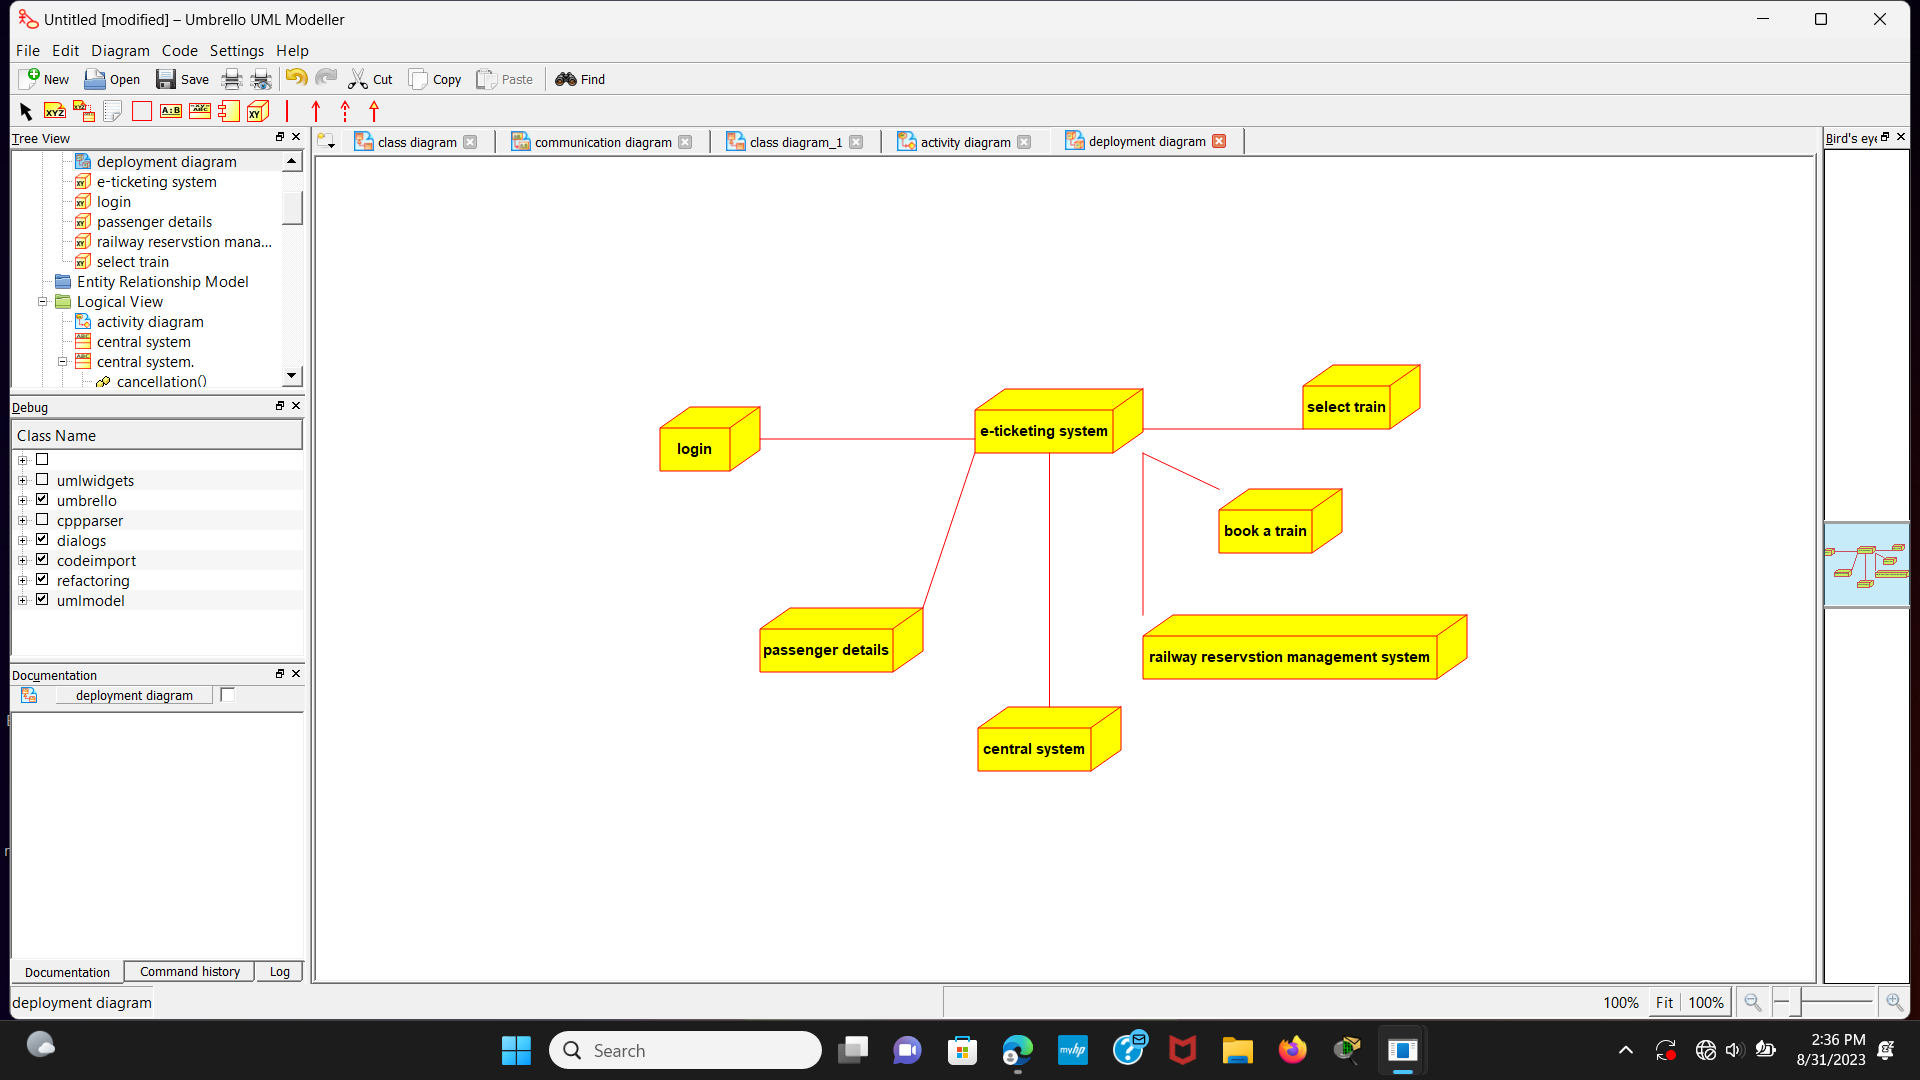 Untitled [modified] – Umbrello UML Modeller
File Edit Diagram Code Settings Help
New Open Save Cut Copy Paste Find
XYZ XYZ A:B XY
Tree View
class diagram communication diagram class diagram_1 activity diagram deployment diagram
Bird's eye
deployment diagram
e-ticketing system
login
passenger details
railway reservstion mana...
select train
Entity Relationship Model
Logical View
activity diagram
central system
central system.
cancellation()
Debug
Class Name
umlwidgets
umbrello
cppparser
dialogs
codeimport
refactoring
umlmodel
Documentation
deployment diagram
select train
e-ticketing system
login
book a train
passenger details
railway reservstion management system
central system
Documentation Command history Log
deployment diagram
100% Fit 100%
Search
myhp
2:36 PM
8/31/2023